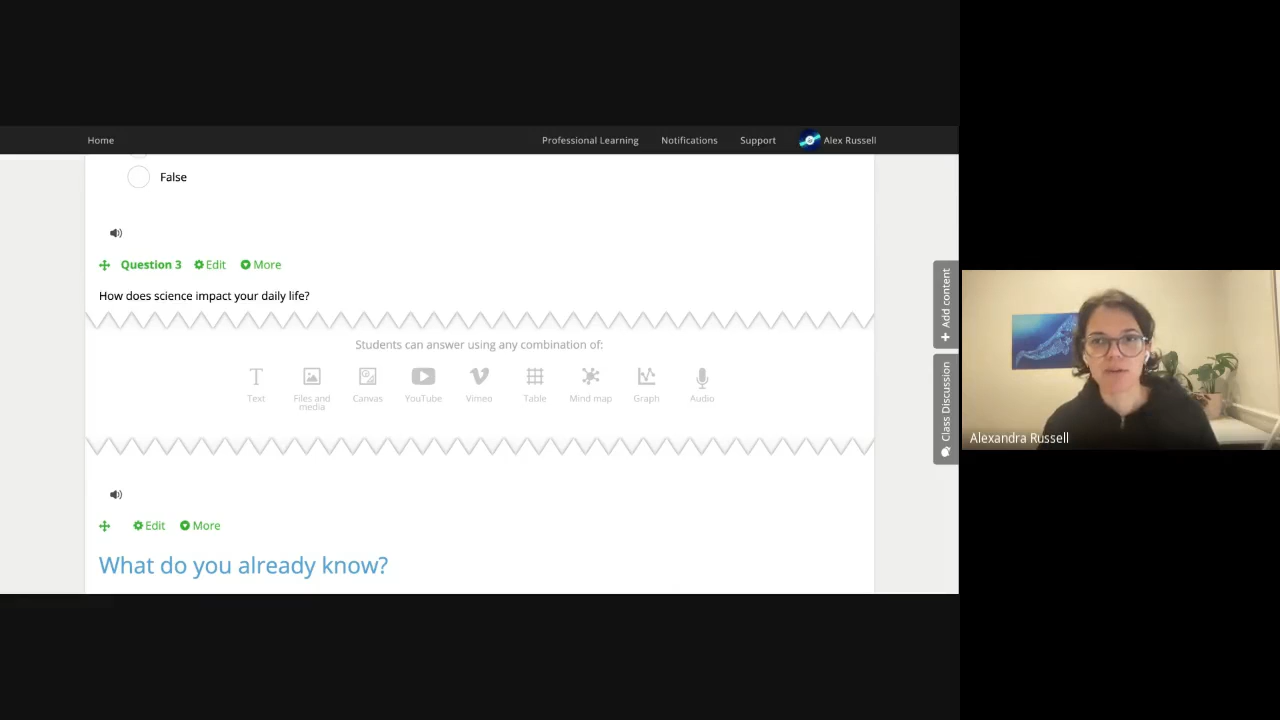 Home Professional Learning Notifications Support Alex Russell
False
Question 3 Edit More
How does science impact your daily life?
Students can answer using any combination of:
Text Files and media Canvas YouTube Vimeo Table Mind map Graph Audio
Edit More
What do you already know?
Add content
Class Discussion
Alexandra Russell